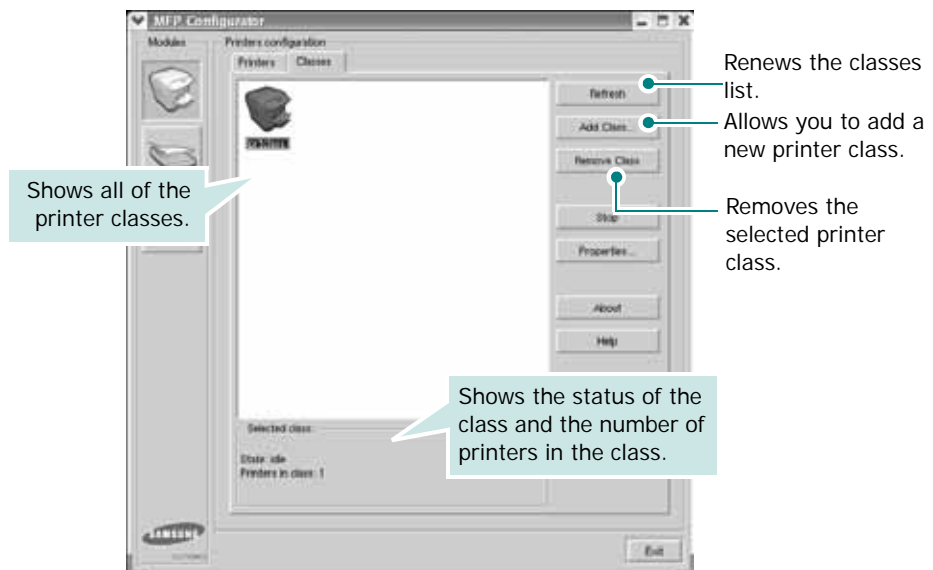 MFP Configurator
Modules
Printers configuration
Printers
Classes
Refresh
Add Class...
Remove Class
Stop
Properties...
About
Help
Selected class:
State: idle
Printers in class: 1
SAMSUNG
ELECTRONICS
Exit
Renews the classes
list.
Allows you to add a
new printer class.
Removes the
selected printer
class.
Shows all of the
printer classes.
Shows the status of the
class and the number of
printers in the class.